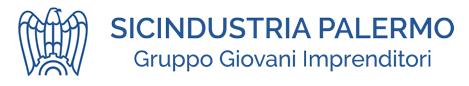 SICINDUSTRIA PALERMO
Gruppo Giovani Imprenditori